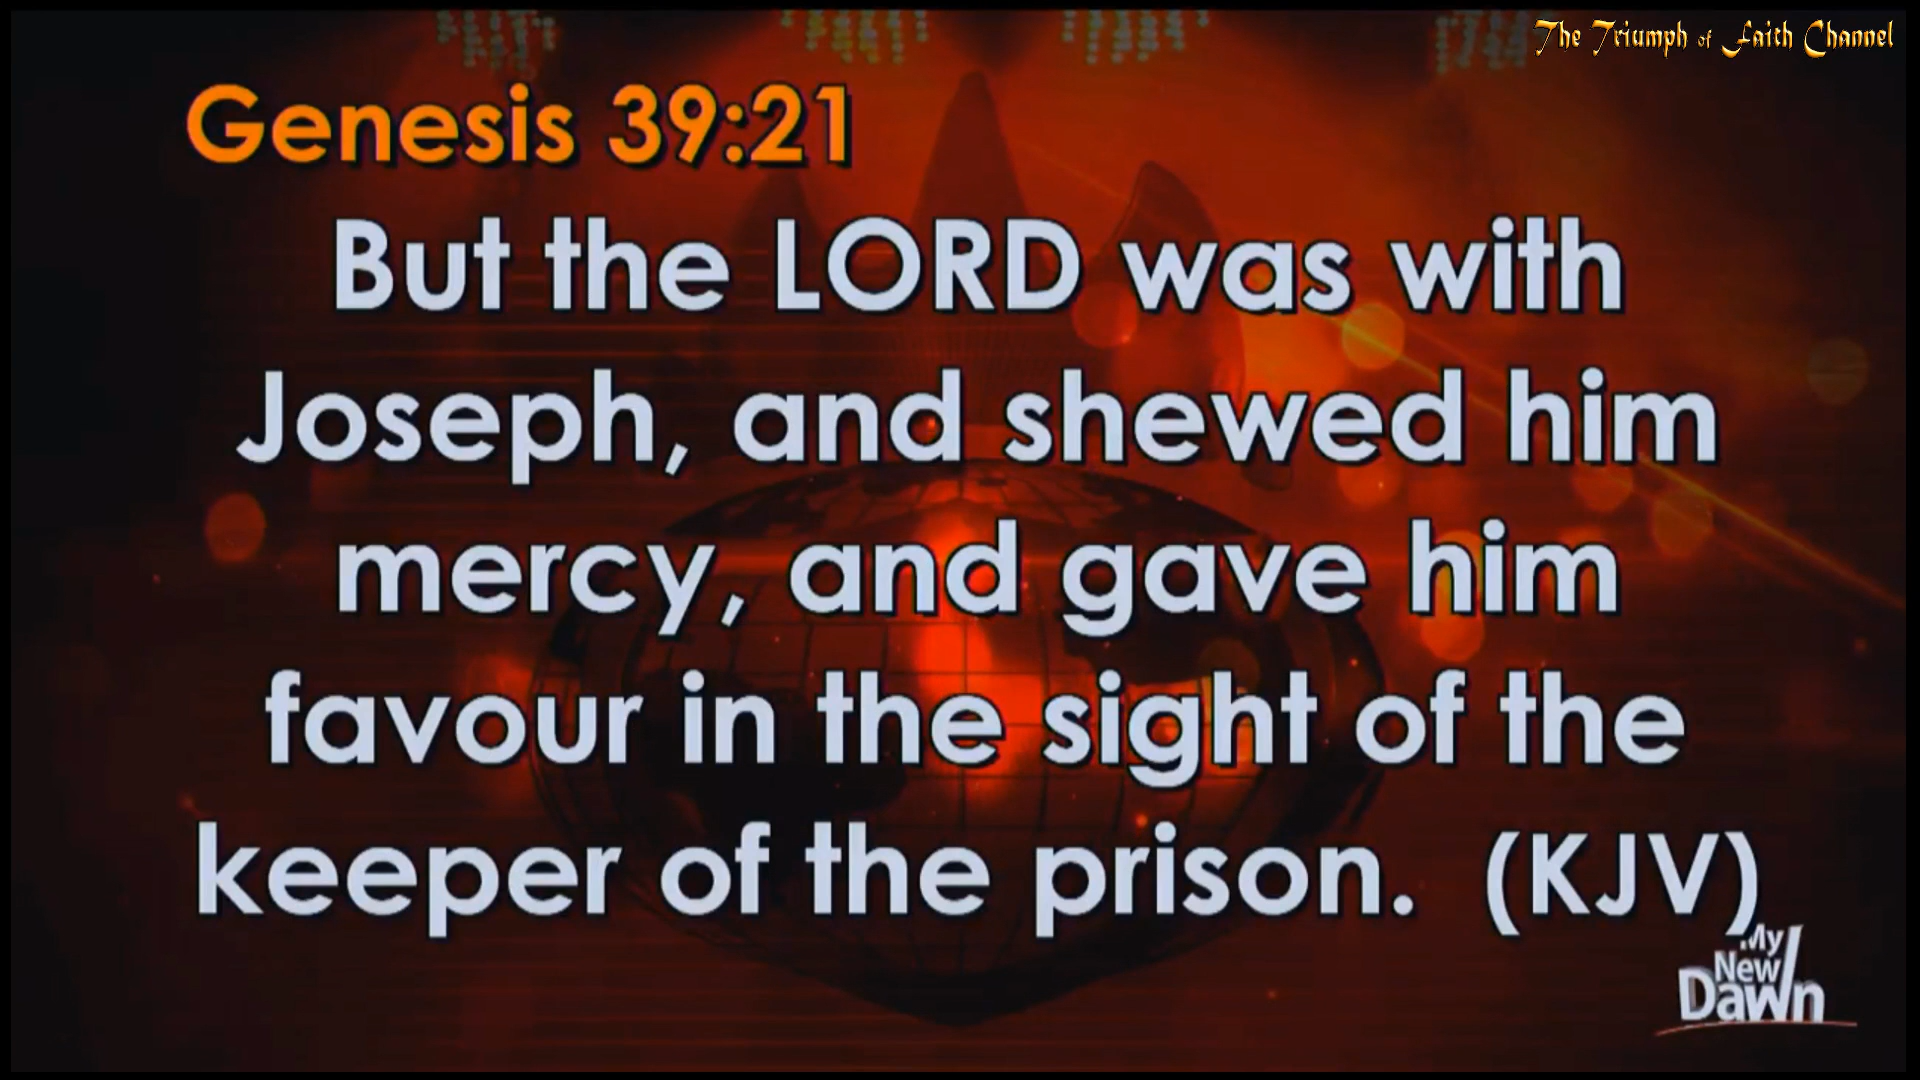 The Triumph of Faith Channel
Genesis 39:21
But the LORD was with
Joseph, and shewed him
mercy, and gave him
favour in the sight of the
keeper of the prison. (KJV)
My
New
Dawn